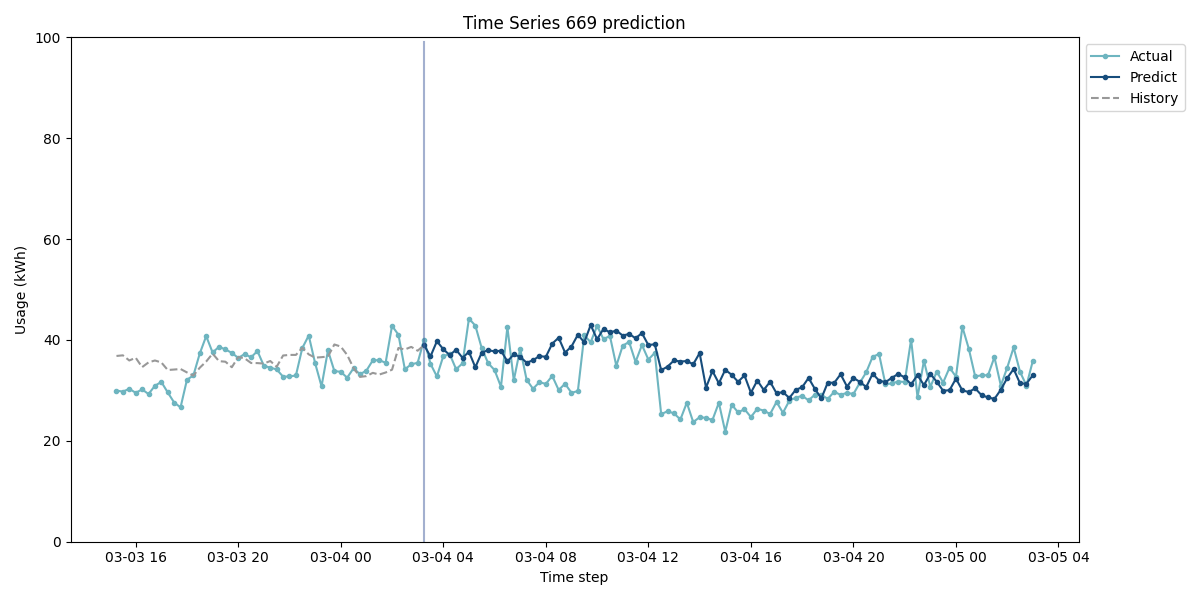 Time Series 669 prediction
100
80
60
40
20
0
Usage (kWh)
03-03 16
03-03 20
03-04 00
03-04 04
03-04 08
03-04 12
03-04 16
03-04 20
03-05 00
03-05 04
Time step
Actual
Predict
History